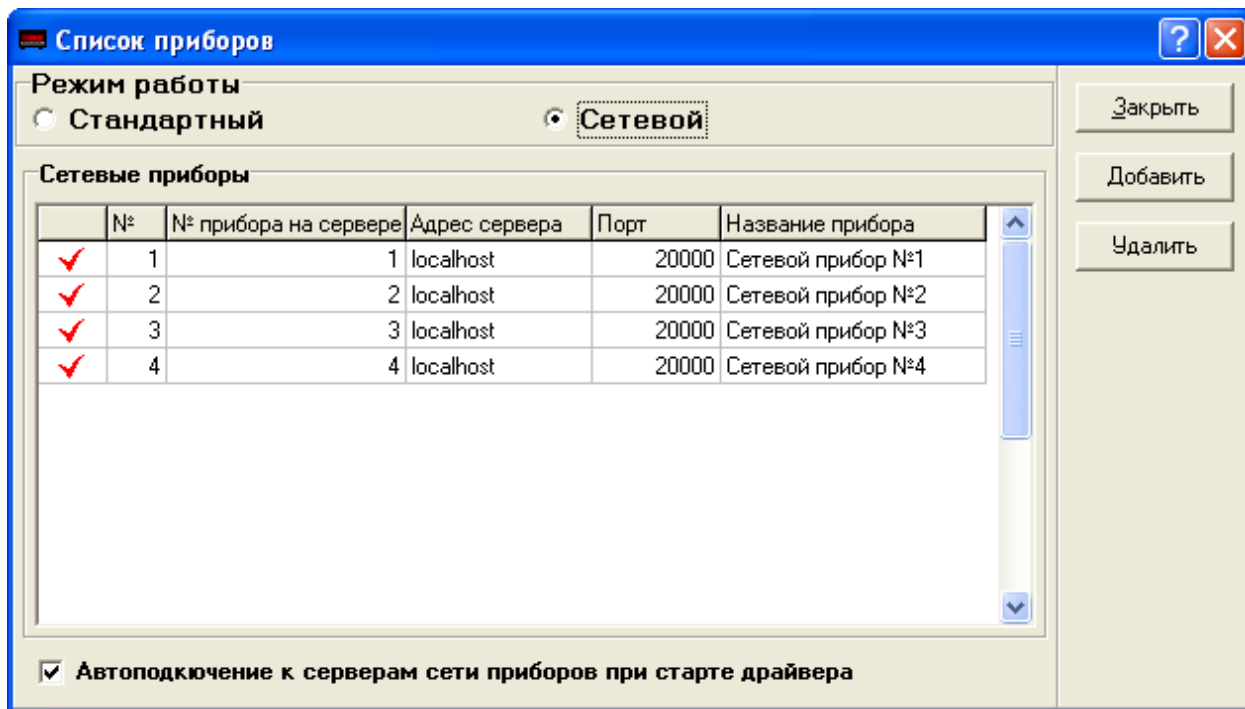 Список приборов
Режим работы
Стандартный Сетевой
Закрыть
Добавить
Удалить
Сетевые приборы
№ № прибора на сервере Адрес сервера Порт Название прибора
1 1 localhost 20000 Сетевой прибор №1
2 2 localhost 20000 Сетевой прибор №2
3 3 localhost 20000 Сетевой прибор №3
4 4 localhost 20000 Сетевой прибор №4
Автоподкючение к серверам сети приборов при старте драйвера